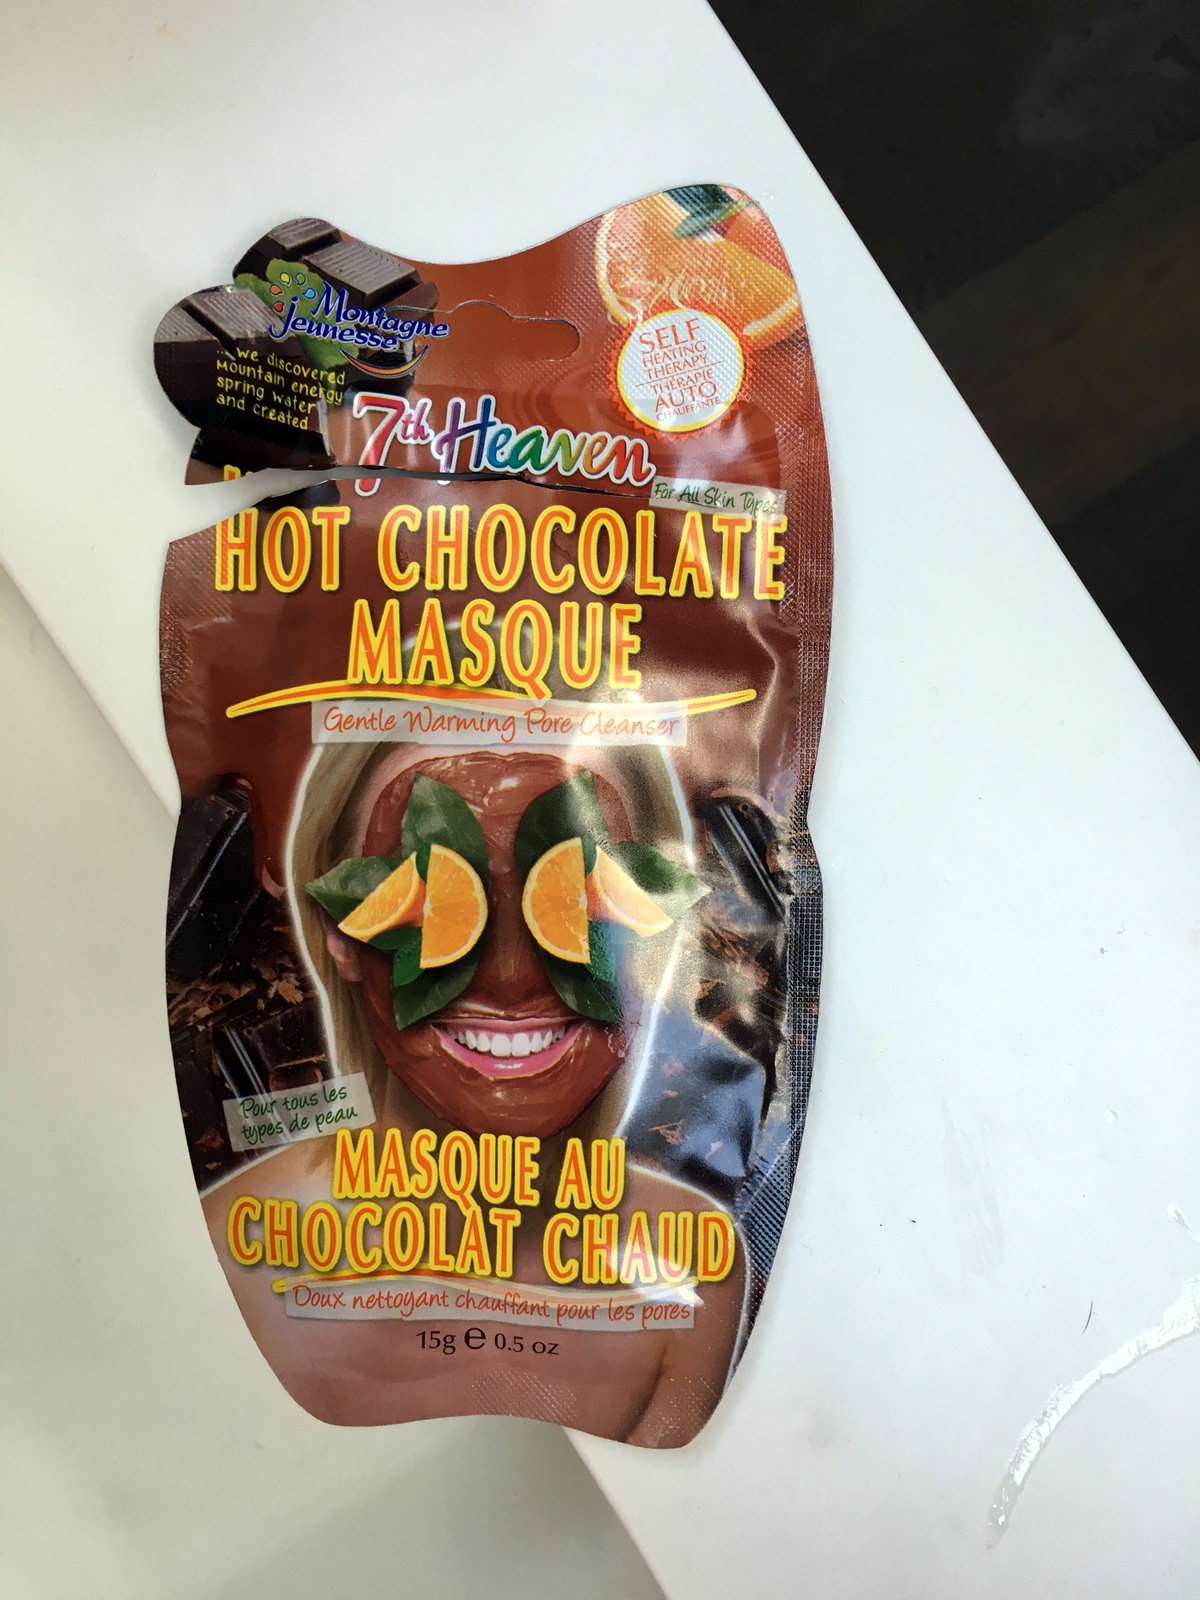 Montagne
Jeunesse
... we discovered
Mountain energy
spring water
and created
SELF
HEATING
THERAPY
THÉRAPIE
AUTO
CHAUFFANTE
7th Heaven
For All Skin Types
HOT CHOCOLATE
MASQUE
Gentle Warming Pore Cleanser
Pour tous les
types de peau
MASQUE AU
CHOCOLAT CHAUD
Doux nettoyant chauffant pour les pores
15g e 0.5 oz